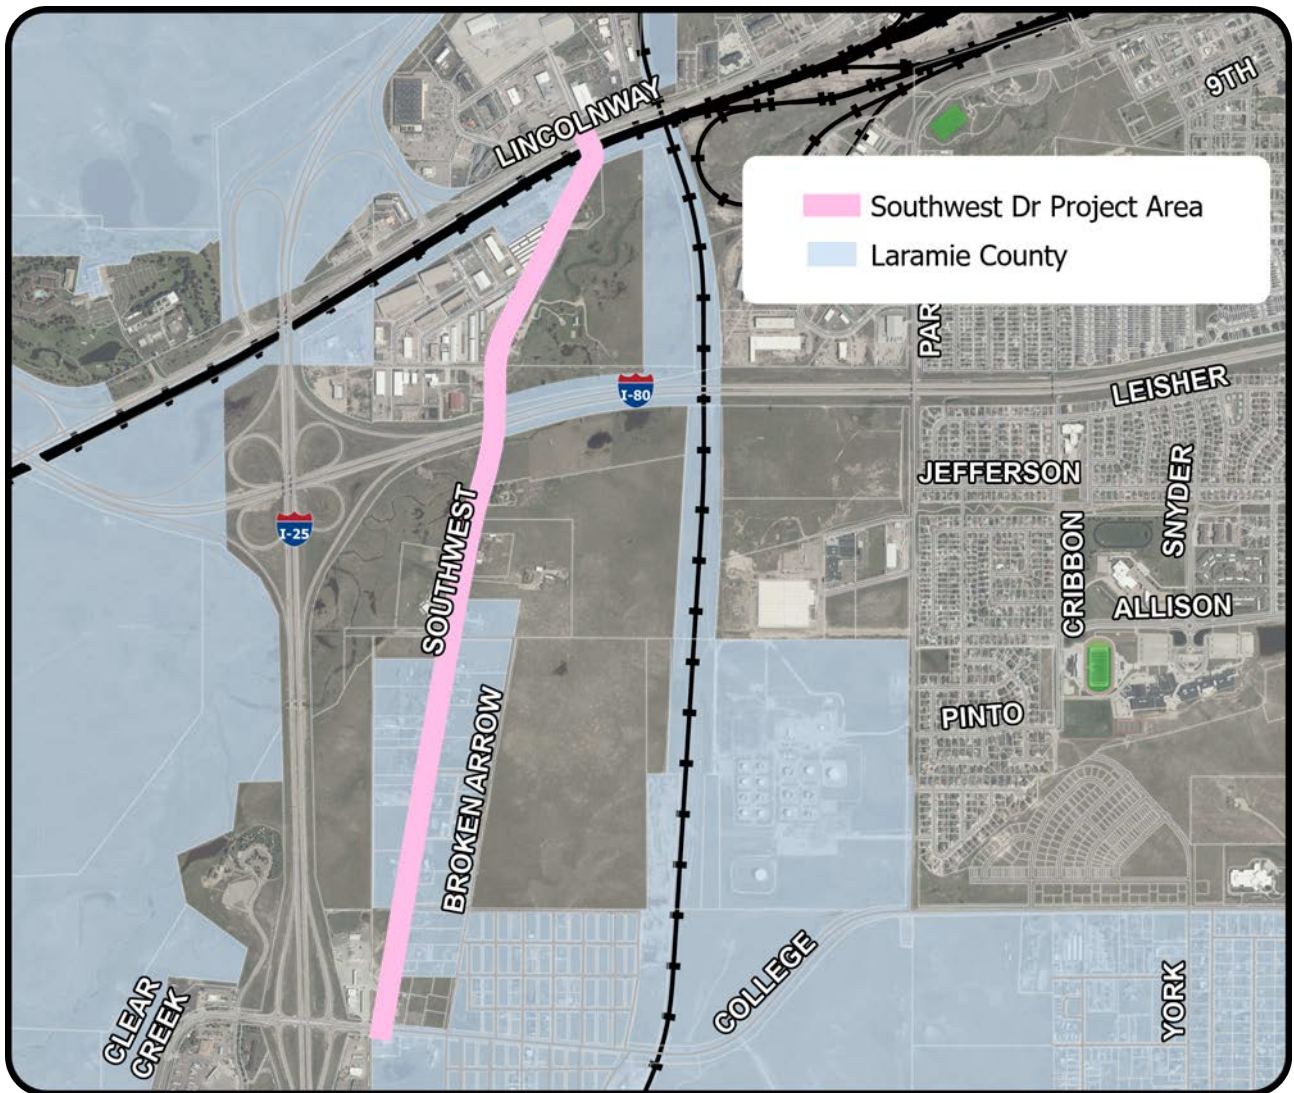 9TH
LINCOLNWAY
Southwest Dr Project Area
Laramie County
PAR
LEISHER
I-80
JEFFERSON
SNYDER
I-25
SOUTHWEST
CRIBBON
ALLISON
PINTO
BROKEN ARROW
COLLEGE
CLEAR
CREEK
YORK